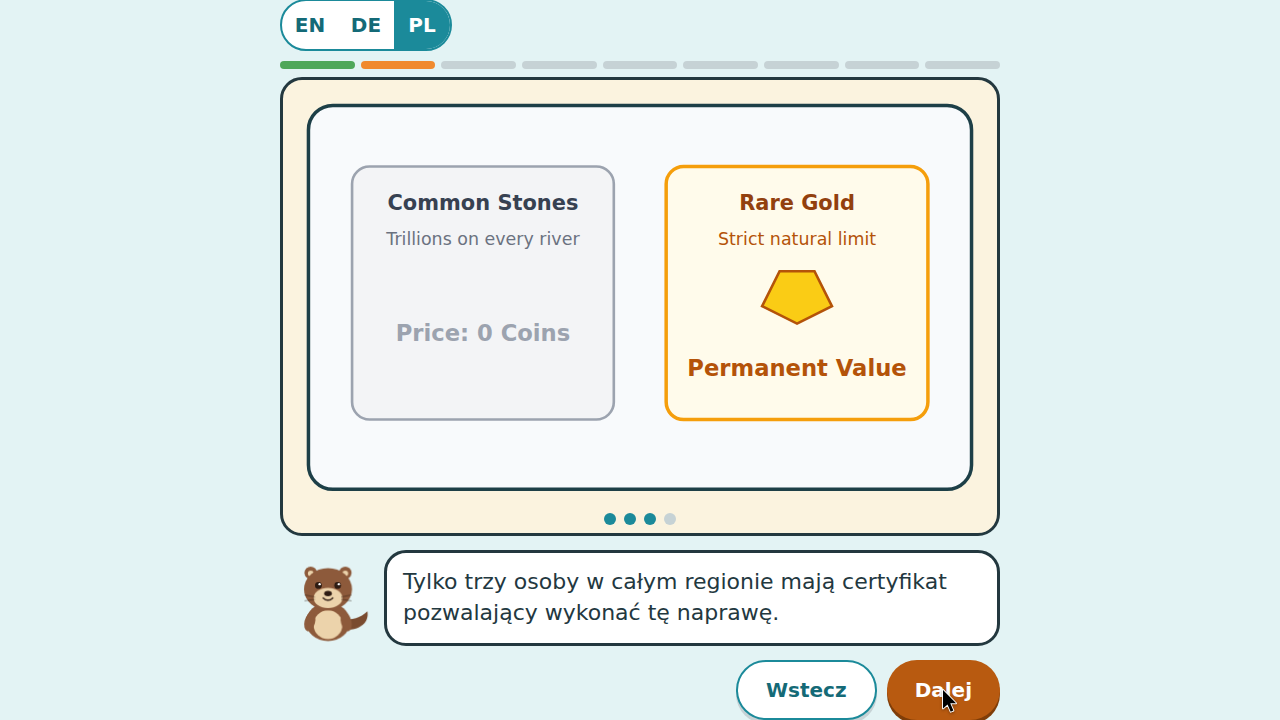 EN DE PL
Common Stones
Trillions on every river
Price: 0 Coins
Rare Gold
Strict natural limit
Permanent Value
Tylko trzy osoby w całym regionie mają certyfikat
pozwalający wykonać tę naprawę.
Wstecz Dalej